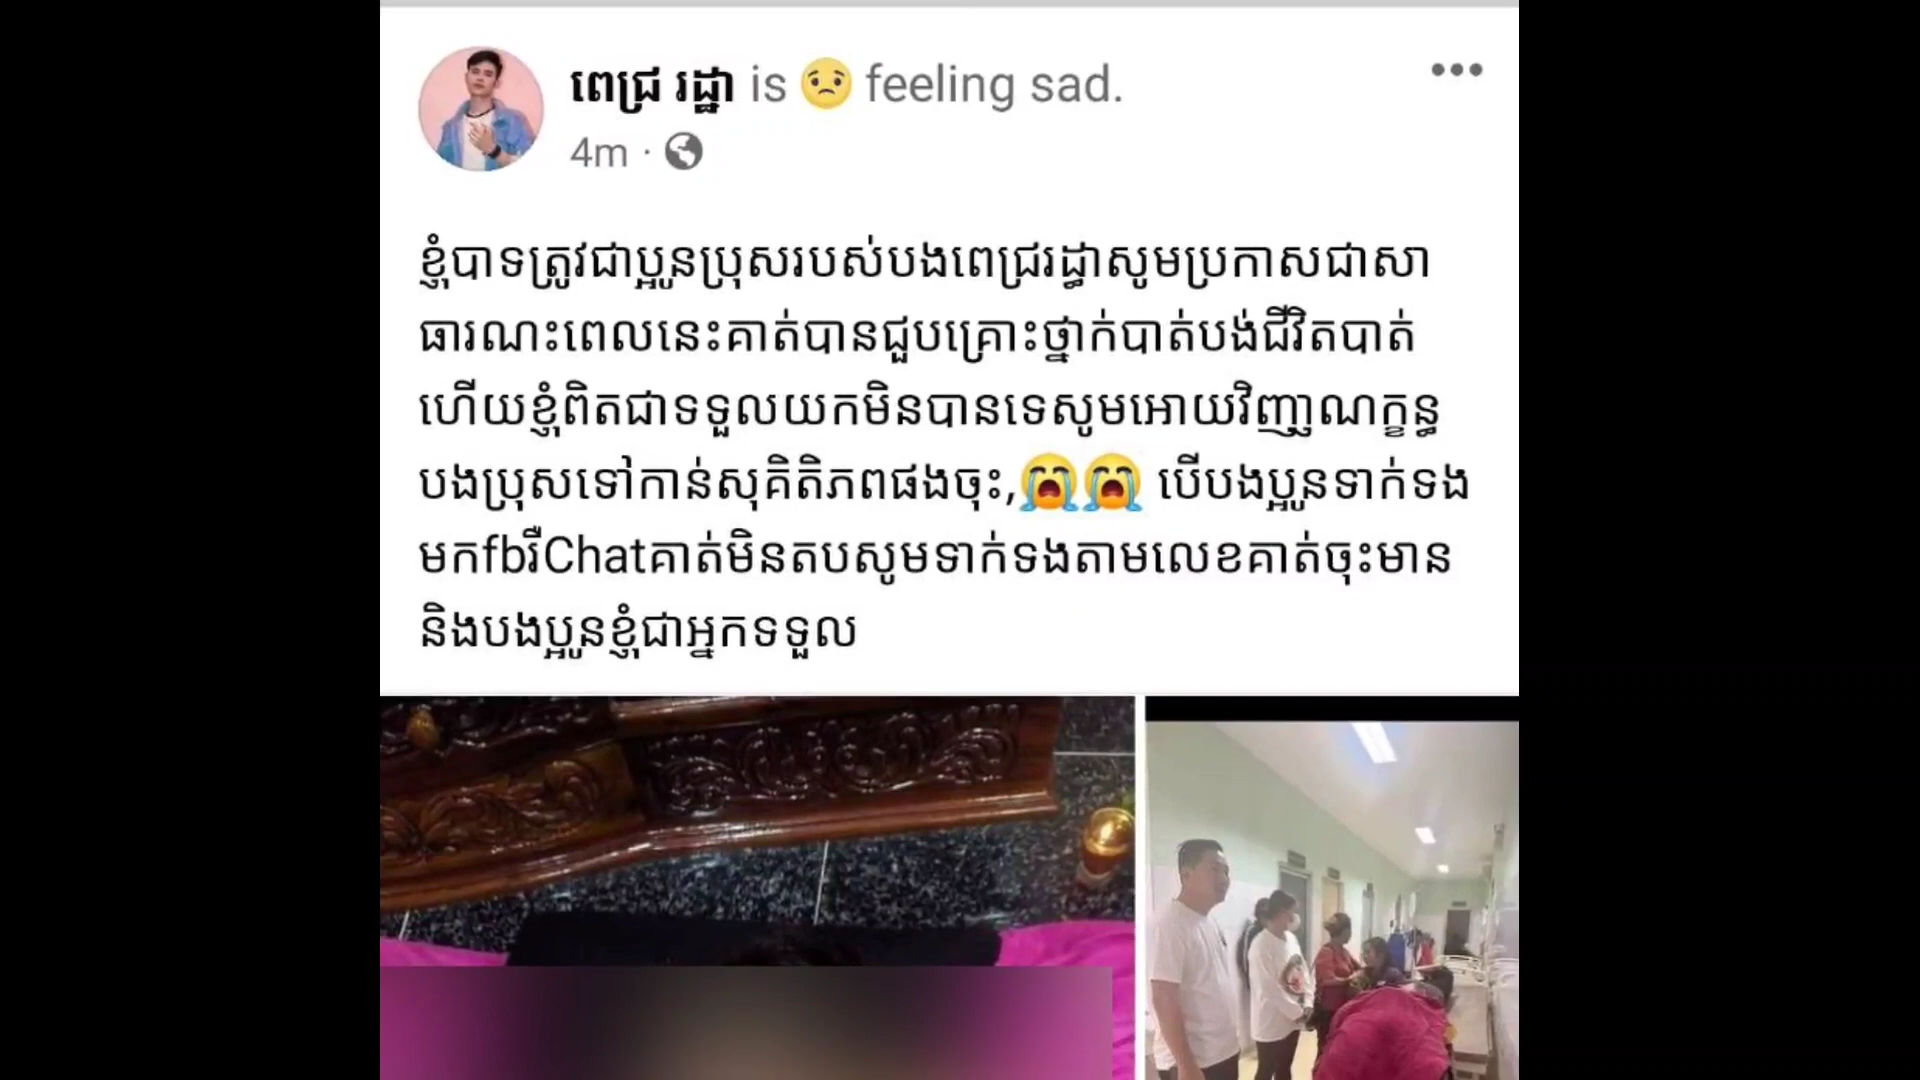 ពេជ្រ រដ្ឋា is 😟 feeling sad.
4m ·
ខ្ញុំបាទត្រូវជាប្អូនប្រុសរបស់បងពេជ្ររដ្ធាសូមប្រកាសជាសា
ធារណះពេលនេះគាត់បានជួបគ្រោះថ្នាក់បាត់បង់ជីវិតបាត់
ហើយខ្ញុំពិតជាទទួលយកមិនបានទេសូមអោយវិញ្ញាណក្ខន្ធ
បងប្រុសទៅកាន់សុគិតិភពផងចុះ,😭😭 បើបងប្អូនទាក់ទង
មកfbរឺChatគាត់មិនតបសូមទាក់ទងតាមលេខគាត់ចុះមាន
និងបងប្អូនខ្ញុំជាអ្នកទទួល